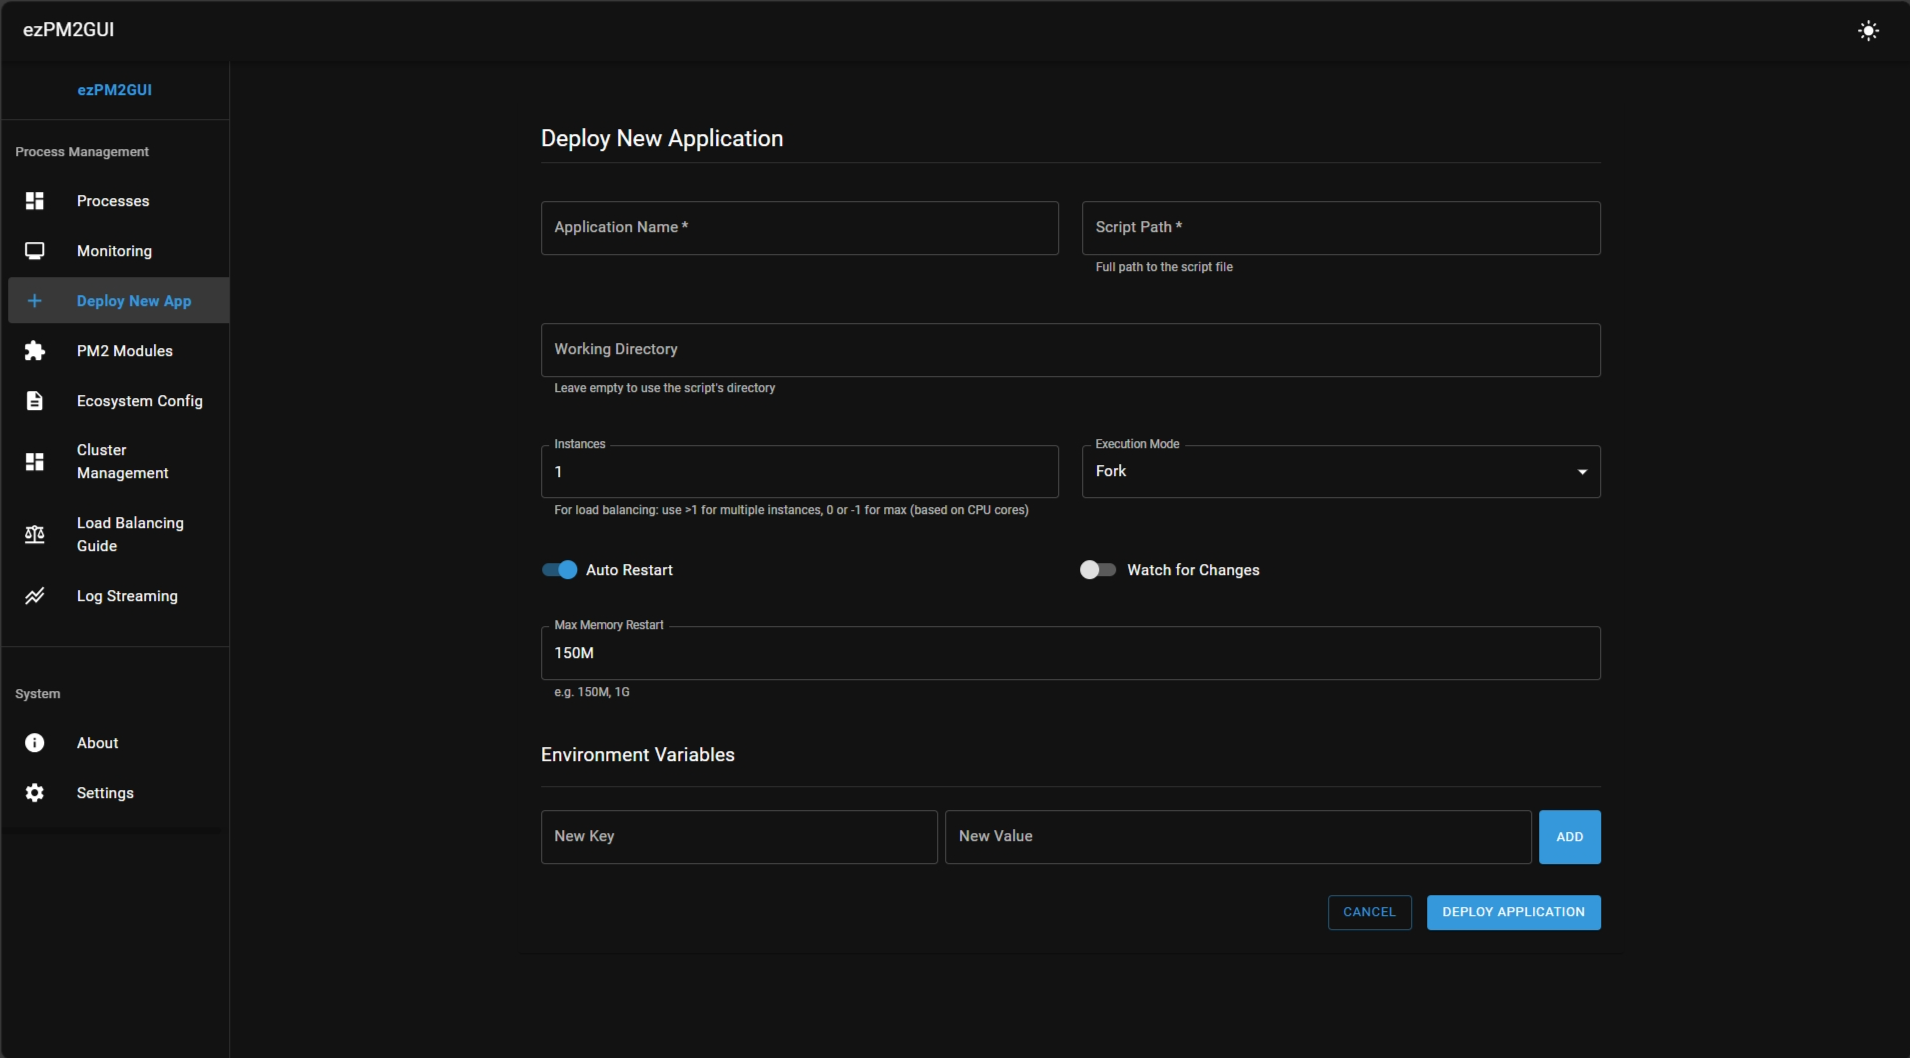 ezPM2GUI
ezPM2GUI
Process Management
Processes
Monitoring
Deploy New App
PM2 Modules
Ecosystem Config
Cluster
Management
Load Balancing
Guide
Log Streaming
System
About
Settings
Deploy New Application
Application Name *
Script Path *
Full path to the script file
Working Directory
Leave empty to use the script's directory
Instances
1
For load balancing: use >1 for multiple instances, 0 or -1 for max (based on CPU cores)
Execution Mode
Fork
Auto Restart
Watch for Changes
Max Memory Restart
150M
e.g. 150M, 1G
Environment Variables
New Key
New Value
ADD
CANCEL
DEPLOY APPLICATION